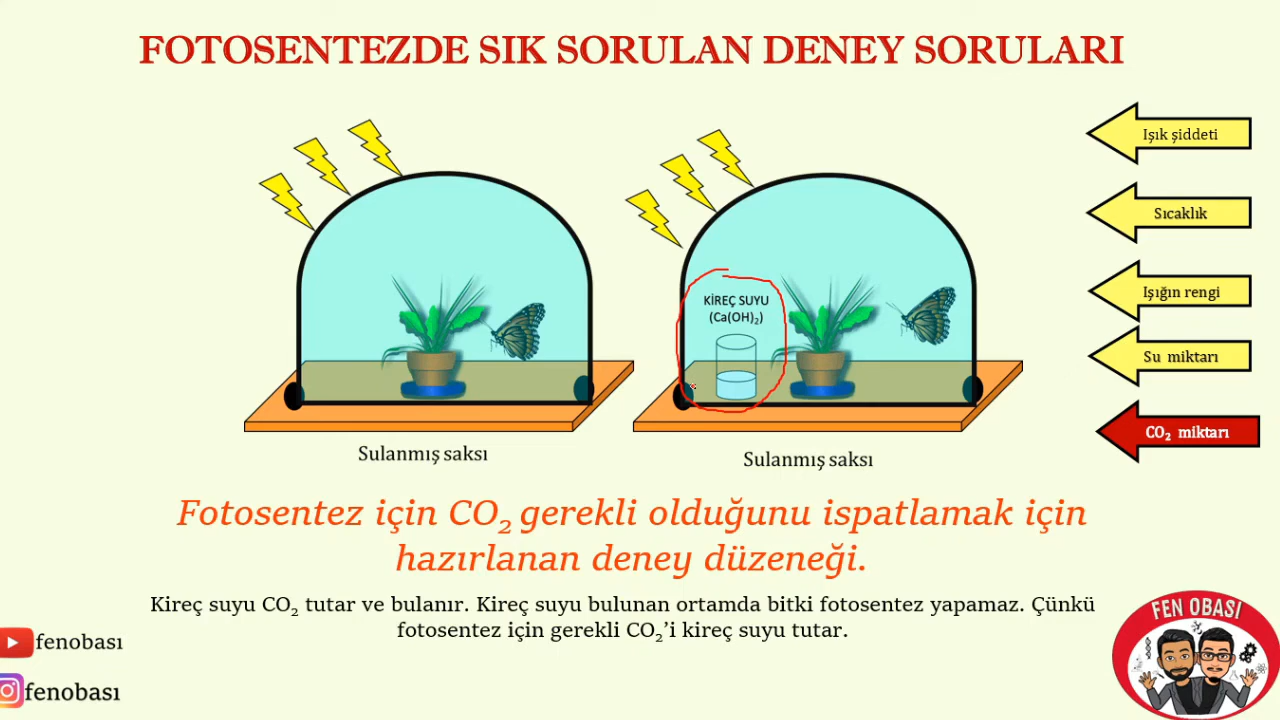 FOTOSENTEZDE SIK SORULAN DENEY SORULARI
Işık şiddeti
Sıcaklık
Işığın rengi
Su miktarı
CO₂ miktarı
KİREÇ SUYU
(Ca(OH)₂)
Sulanmış saksı
Sulanmış saksı
Fotosentez için CO₂ gerekli olduğunu ispatlamak için
hazırlanan deney düzeneği.
Kireç suyu CO₂ tutar ve bulanır. Kireç suyu bulunan ortamda bitki fotosentez yapamaz. Çünkü
fotosentez için gerekli CO₂’i kireç suyu tutar.
fenobası
fenobası
FEN OBASI